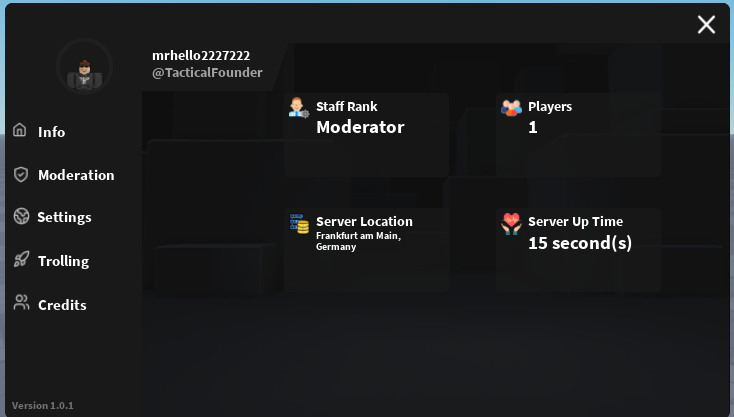 mrhello2227222
@TacticalFounder
Info
Moderation
Settings
Trolling
Credits
Version 1.0.1
Staff Rank
Moderator
Players
1
Server Location
Frankfurt am Main,
Germany
Server Up Time
15 second(s)